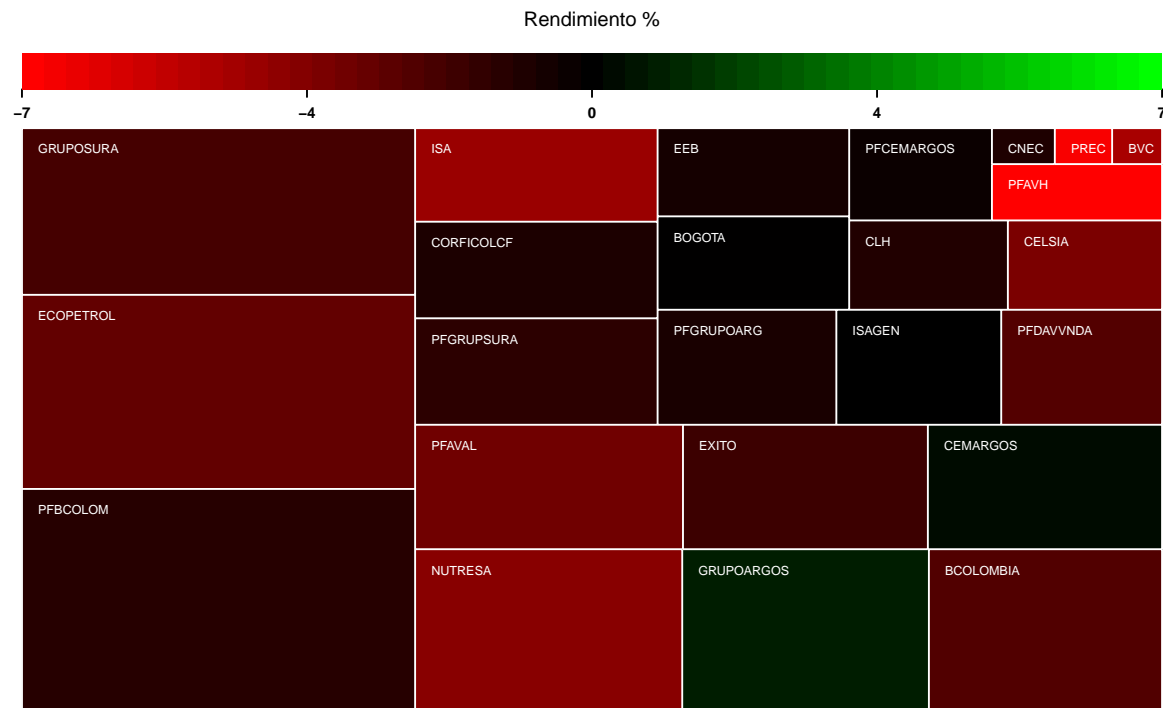 Rendimiento %
−7 −4 0 4 7
GRUPOSURA
ECOPETROL
PFBCOLOM
ISA
CORFICOLCF
PFGRUPSURA
PFAVAL
NUTRESA
EEB
BOGOTA
PFGRUPOARG
EXITO
GRUPOARGOS
PFCEMARGOS
CLH
ISAGEN
CEMARGOS
BCOLOMBIA
CNEC
PREC
BVC
PFAVH
CELSIA
PFDAVVNDA